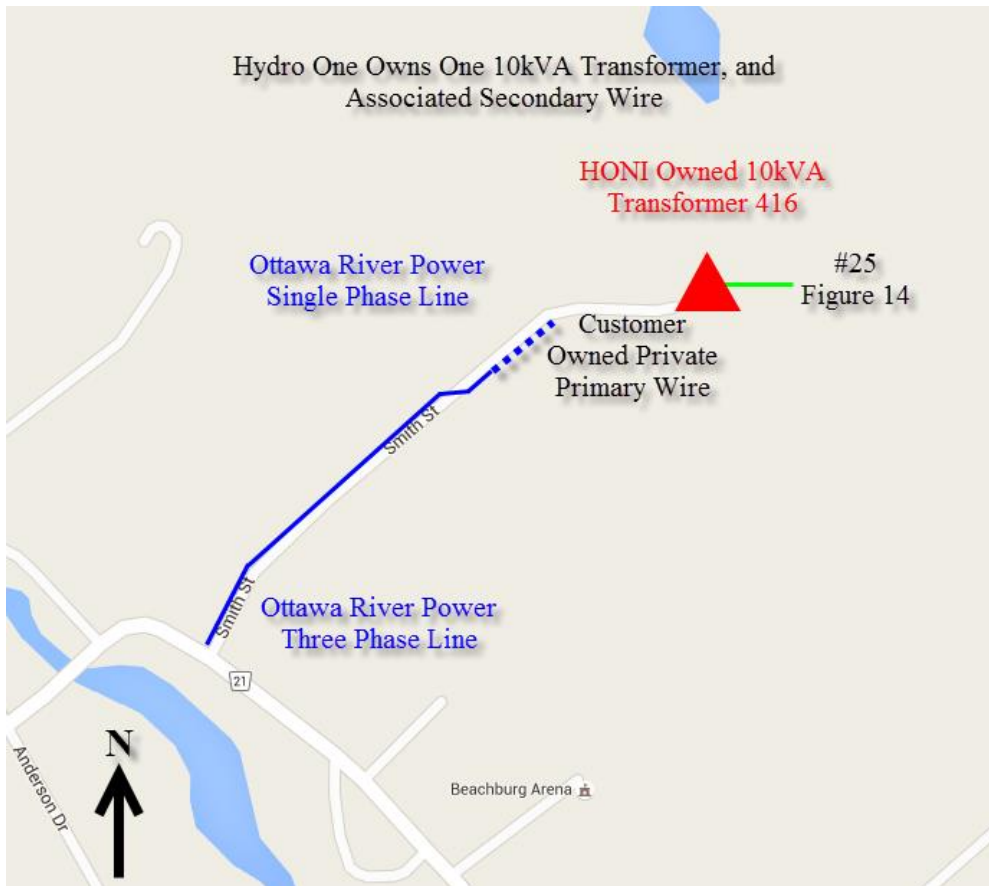 Hydro One Owns One 10kVA Transformer, and
Associated Secondary Wire
HONI Owned 10kVA
Transformer 416
#25
Figure 14
Ottawa River Power
Single Phase Line
Customer
Owned Private
Primary Wire
Smith St
Smith St
Ottawa River Power
Three Phase Line
21
N
Anderson Dr
Beachburg Arena